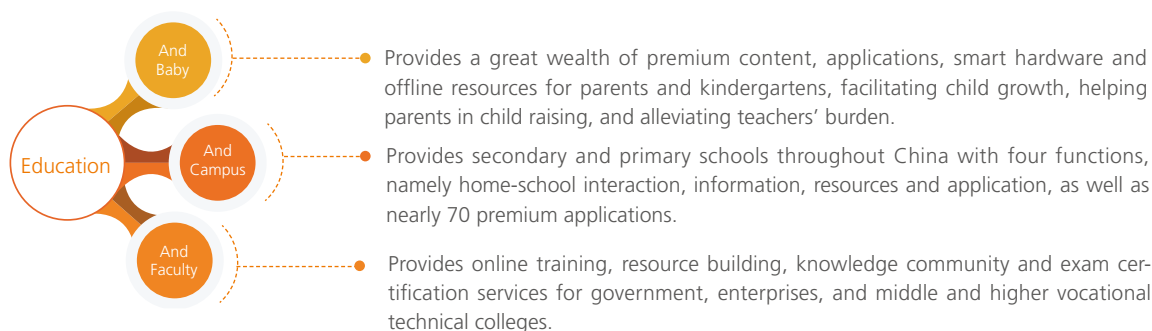 Education
And
Baby
Provides a great wealth of premium content, applications, smart hardware and
offline resources for parents and kindergartens, facilitating child growth, helping
parents in child raising, and alleviating teachers’ burden.
And
Campus
Provides secondary and primary schools throughout China with four functions,
namely home-school interaction, information, resources and application, as well as
nearly 70 premium applications.
And
Faculty
Provides online training, resource building, knowledge community and exam cer-
tification services for government, enterprises, and middle and higher vocational
technical colleges.